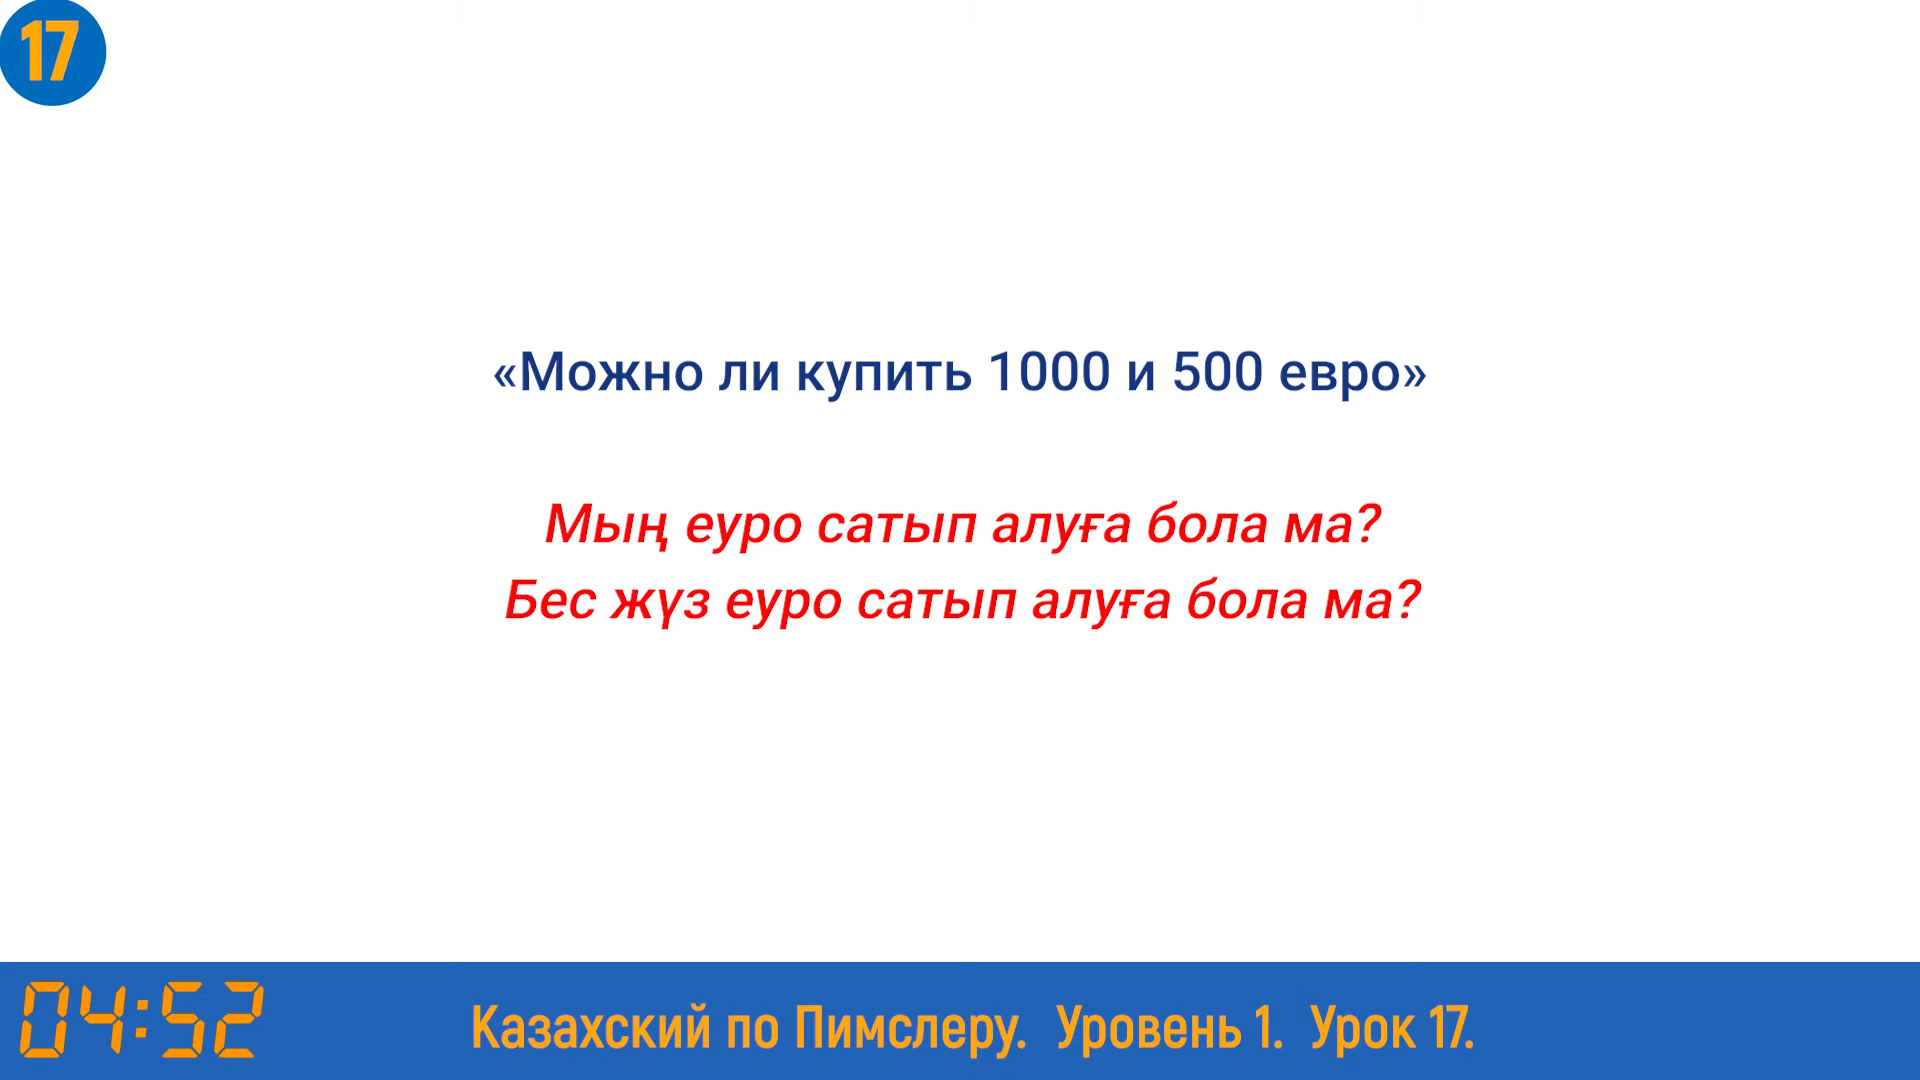 17
«Можно ли купить 1000 и 500 евро»
Мың еуро сатып алуға бола ма?
Бес жүз еуро сатып алуға бола ма?
04:52
Казахский по Пимслеру. Уровень 1. Урок 17.